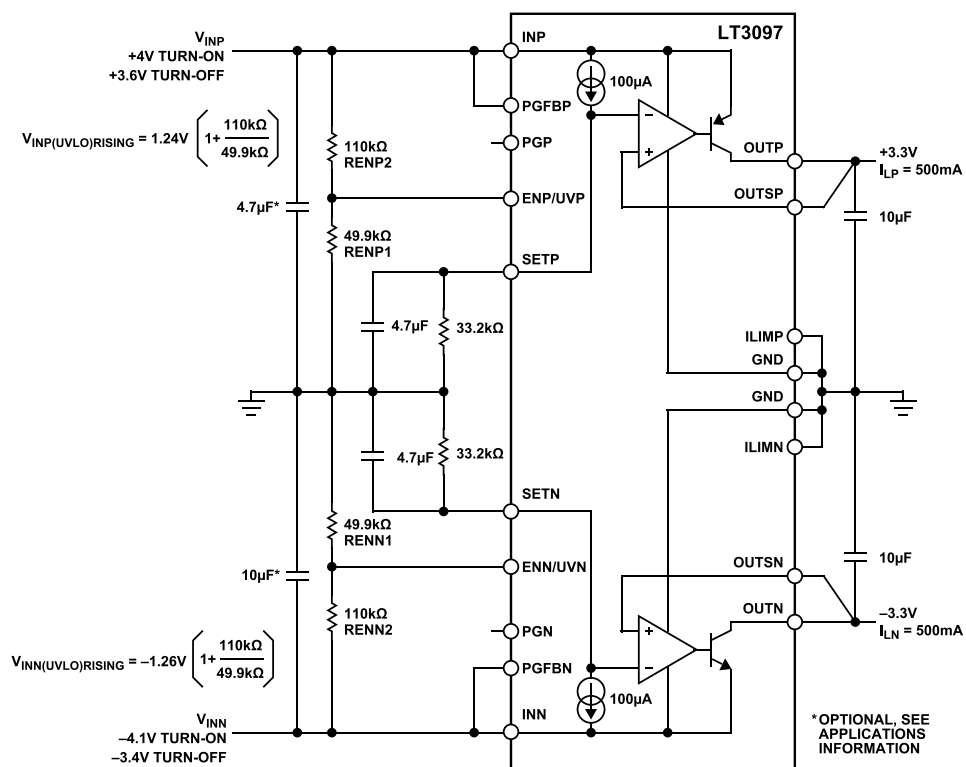 LT3097
V_INP
+4V TURN-ON
+3.6V TURN-OFF
INP
100µA
PGFBP
V_INP(UVLO)RISING = 1.24V (1+ 110kΩ/49.9kΩ)
110kΩ
RENP2
PGP
OUTP
+3.3V
I_LP = 500mA
4.7µF*
ENP/UVP
OUTSP
10µF
49.9kΩ
RENP1
SETP
4.7µF
33.2kΩ
ILIMP
GND
GND
ILIMN
4.7µF
33.2kΩ
SETN
49.9kΩ
RENN1
10µF*
ENN/UVN
OUTSN
10µF
110kΩ
RENN2
OUTN
–3.3V
I_LN = 500mA
PGN
V_INN(UVLO)RISING = –1.26V (1+ 110kΩ/49.9kΩ)
PGFBN
100µA
V_INN
–4.1V TURN-ON
–3.4V TURN-OFF
INN
*OPTIONAL, SEE
APPLICATIONS
INFORMATION